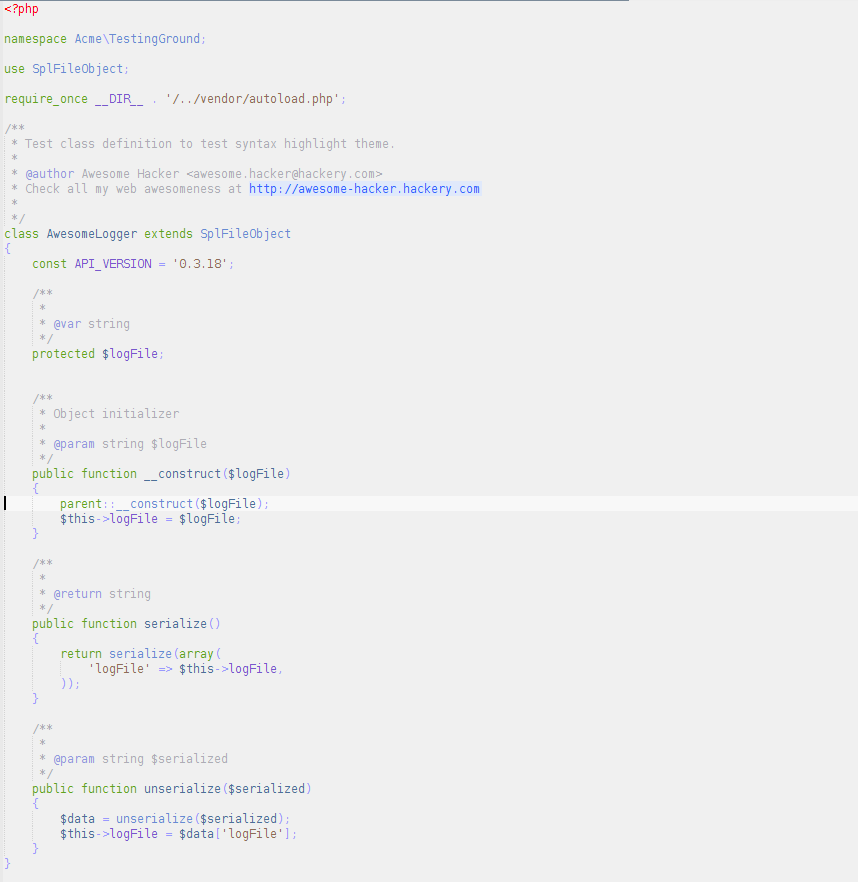 <?php

namespace Acme\TestingGround;

use SplFileObject;

require_once __DIR__ . '/../vendor/autoload.php';

/**
 * Test class definition to test syntax highlight theme.
 *
 * @author Awesome Hacker <awesome.hacker@hackery.com>
 * Check all my web awesomeness at http://awesome-hacker.hackery.com
 *
 */
class AwesomeLogger extends SplFileObject
{
    const API_VERSION = '0.3.18';

    /**
     *
     * @var string
     */
    protected $logFile;


    /**
     * Object initializer
     *
     * @param string $logFile
     */
    public function __construct($logFile)
    {
        parent::__construct($logFile);
        $this->logFile = $logFile;
    }

    /**
     *
     * @return string
     */
    public function serialize()
    {
        return serialize(array(
            'logFile' => $this->logFile,
        ));
    }

    /**
     *
     * @param string $serialized
     */
    public function unserialize($serialized)
    {
        $data = unserialize($serialized);
        $this->logFile = $data['logFile'];
    }
}